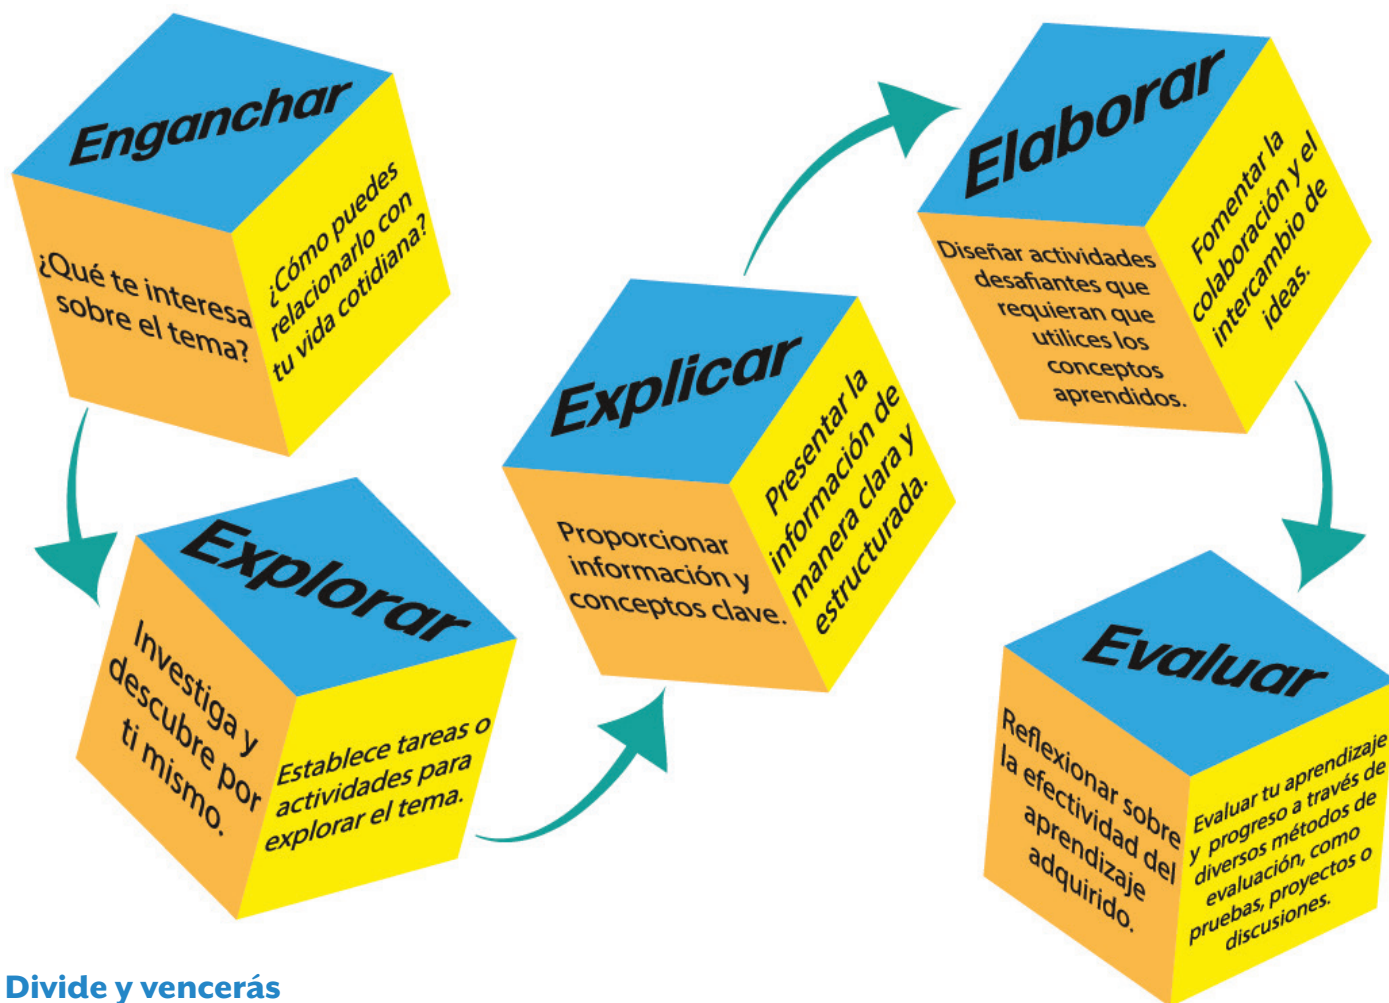 Enganchar
¿Qué te interesa
sobre el tema?
¿Cómo puedes
relacionarlo con
tu vida cotidiana?
Explorar
Investiga y
descubre por
ti mismo.
Establece tareas o
actividades para
explorar el tema.
Explicar
Proporcionar
información y
conceptos clave.
Presentar la
información de
manera clara y
estructurada.
Elaborar
Diseñar actividades
desafiantes que
requieran que
utilices los
conceptos
aprendidos.
Fomentar la
colaboración y el
intercambio de
ideas.
Evaluar
Reflexionar sobre
la efectividad del
aprendizaje
adquirido.
Evaluar tu aprendizaje
y progreso a través de
diversos métodos de
evaluación, como
pruebas, proyectos o
discusiones.
Divide y vencerás